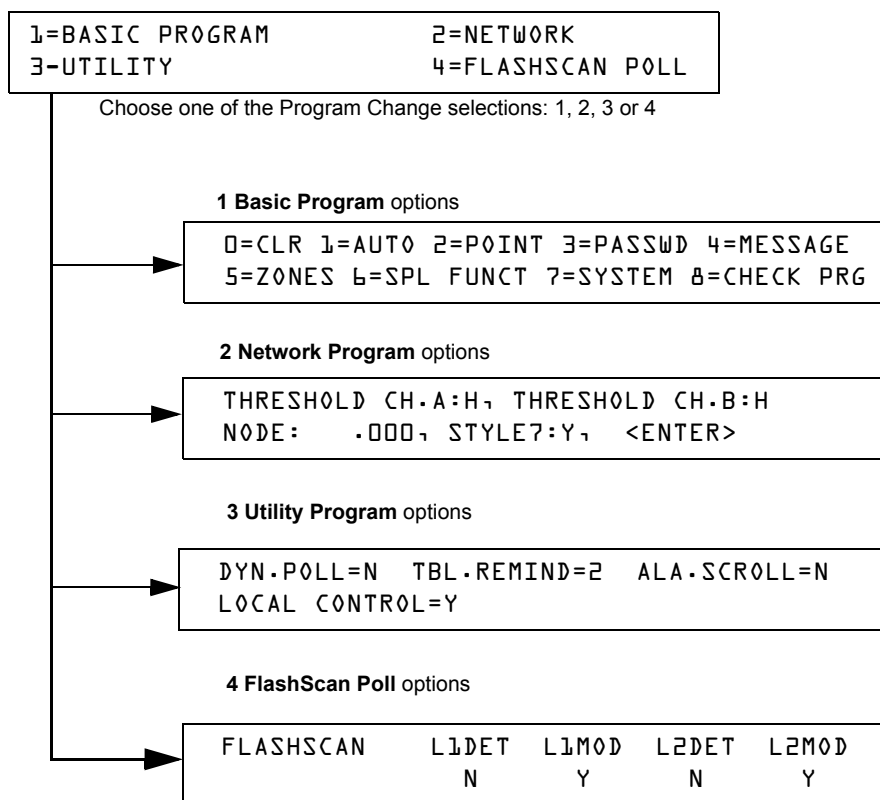 1=BASIC PROGRAM 2=NETWORK
3-UTILITY 4=FLASHSCAN POLL
Choose one of the Program Change selections: 1, 2, 3 or 4
1 Basic Program options
0=CLR 1=AUTO 2=POINT 3=PASSWD 4=MESSAGE
5=ZONES 6=SPL FUNCT 7=SYSTEM 8=CHECK PRG
2 Network Program options
THRESHOLD CH.A:H, THRESHOLD CH.B:H
NODE: .000, STYLE7:Y, <ENTER>
3 Utility Program options
DYN.POLL=N TBL.REMIND=2 ALA.SCROLL=N
LOCAL CONTROL=Y
4 FlashScan Poll options
FLASHSCAN L1DET L1MOD L2DET L2MOD
N Y N Y